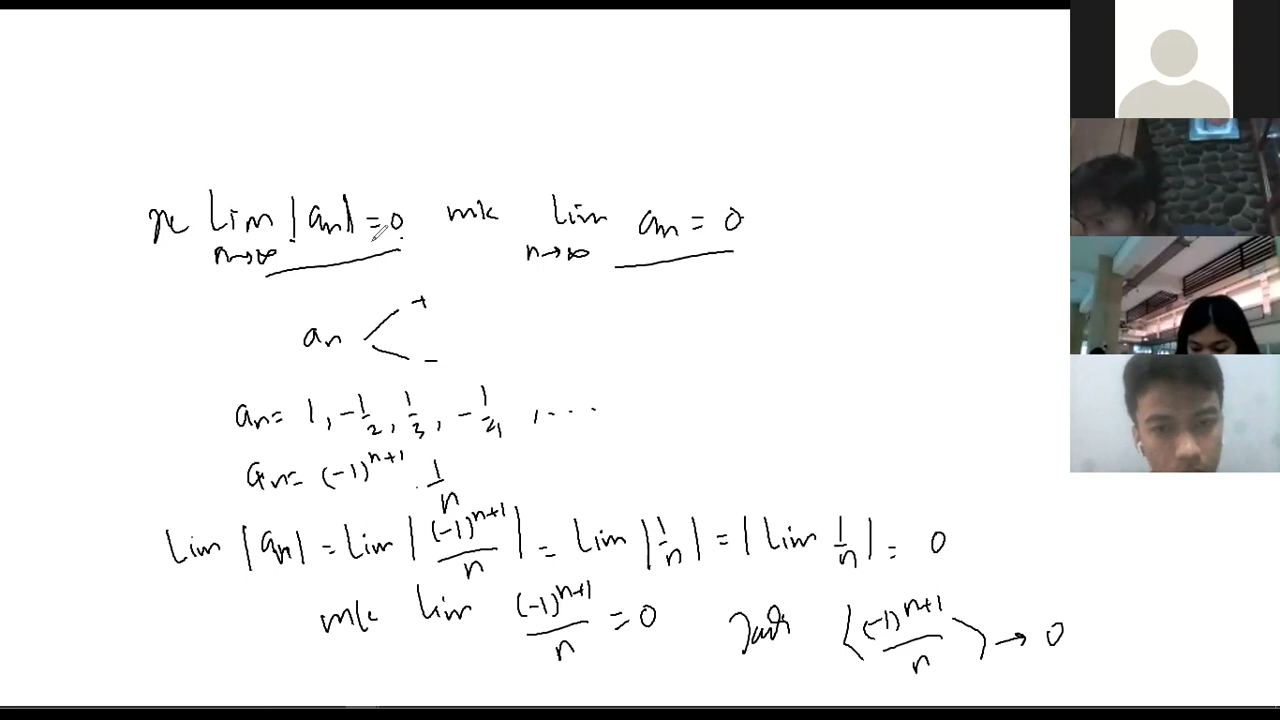 lim |an| = 0 mk lim an = 0
n→∞ n→∞
an < + -
an = 1, -1/2, 1/3, -1/4, ....
an = (-1)^(n+1) . 1/n
Lim |an| = Lim |(-1)^(n+1)/n| = Lim |1/n| = |Lim 1/n| = 0
mk Lim (-1)^(n+1)/n = 0 Jadi ⟨(-1)^(n+1)/n⟩ → 0